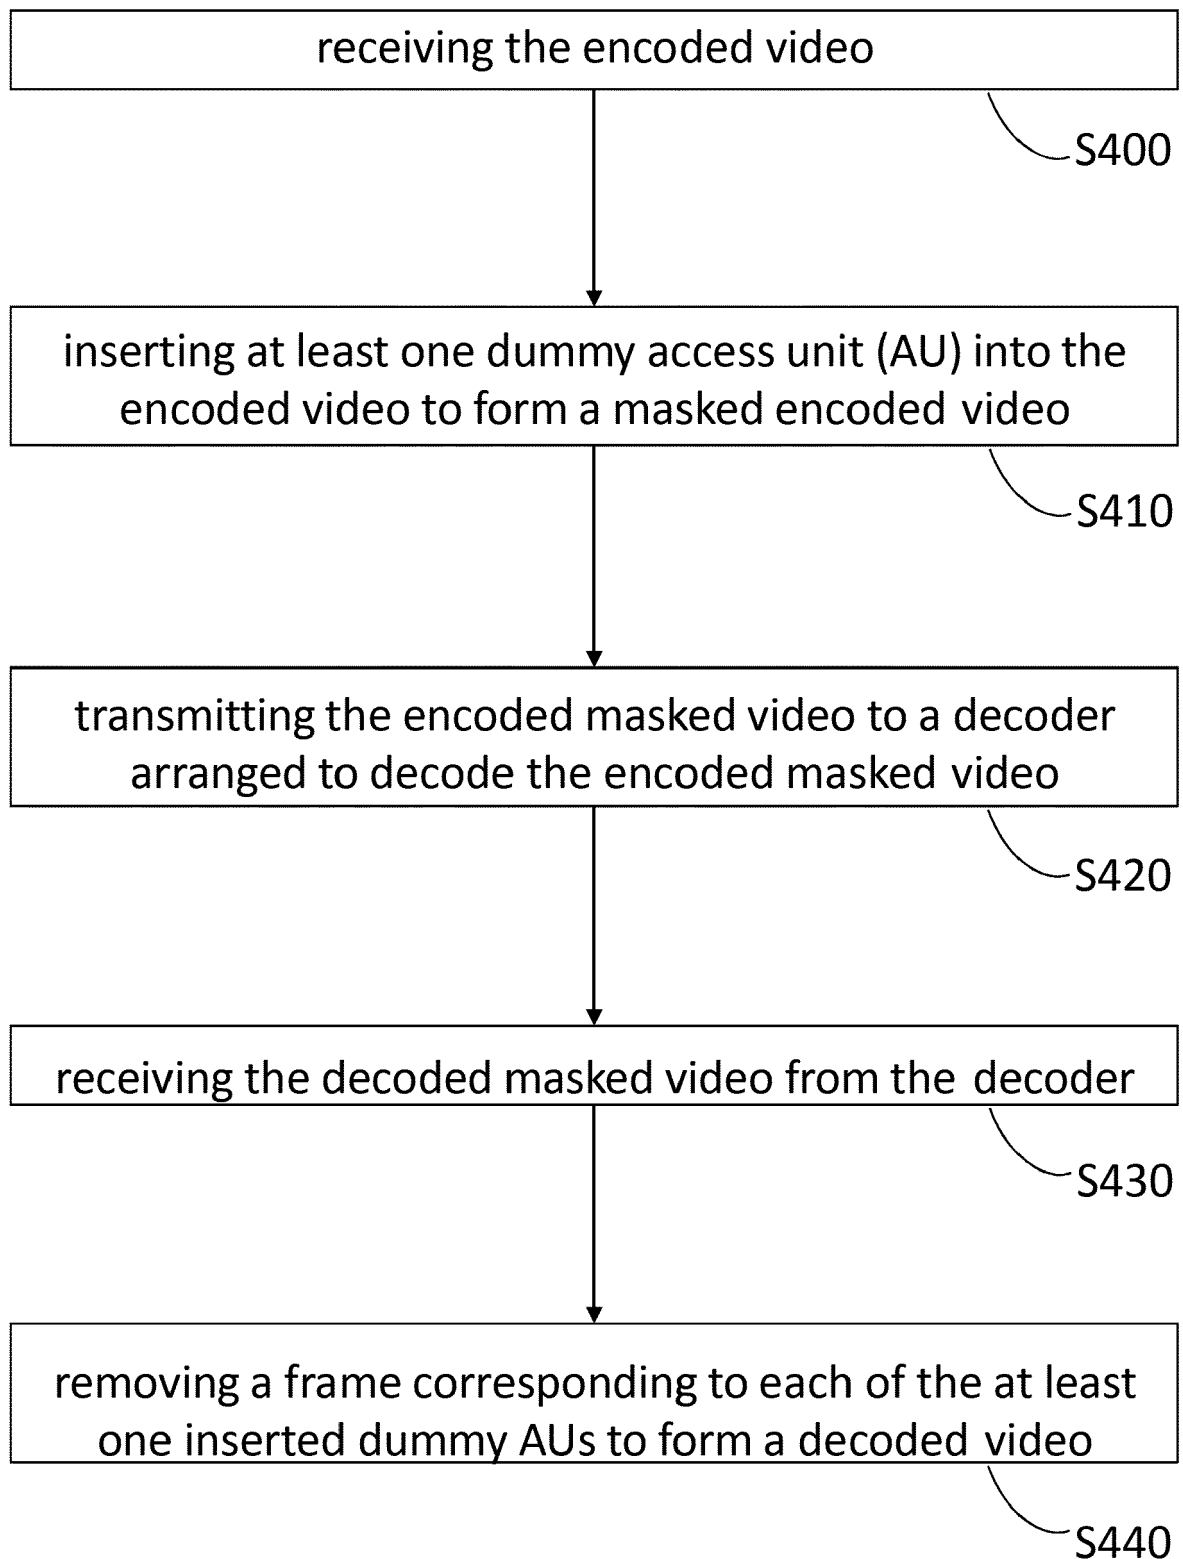 receiving the encoded video
S400
inserting at least one dummy access unit (AU) into the
encoded video to form a masked encoded video
S410
transmitting the encoded masked video to a decoder
arranged to decode the encoded masked video
S420
receiving the decoded masked video from the decoder
S430
removing a frame corresponding to each of the at least
one inserted dummy AUs to form a decoded video
S440